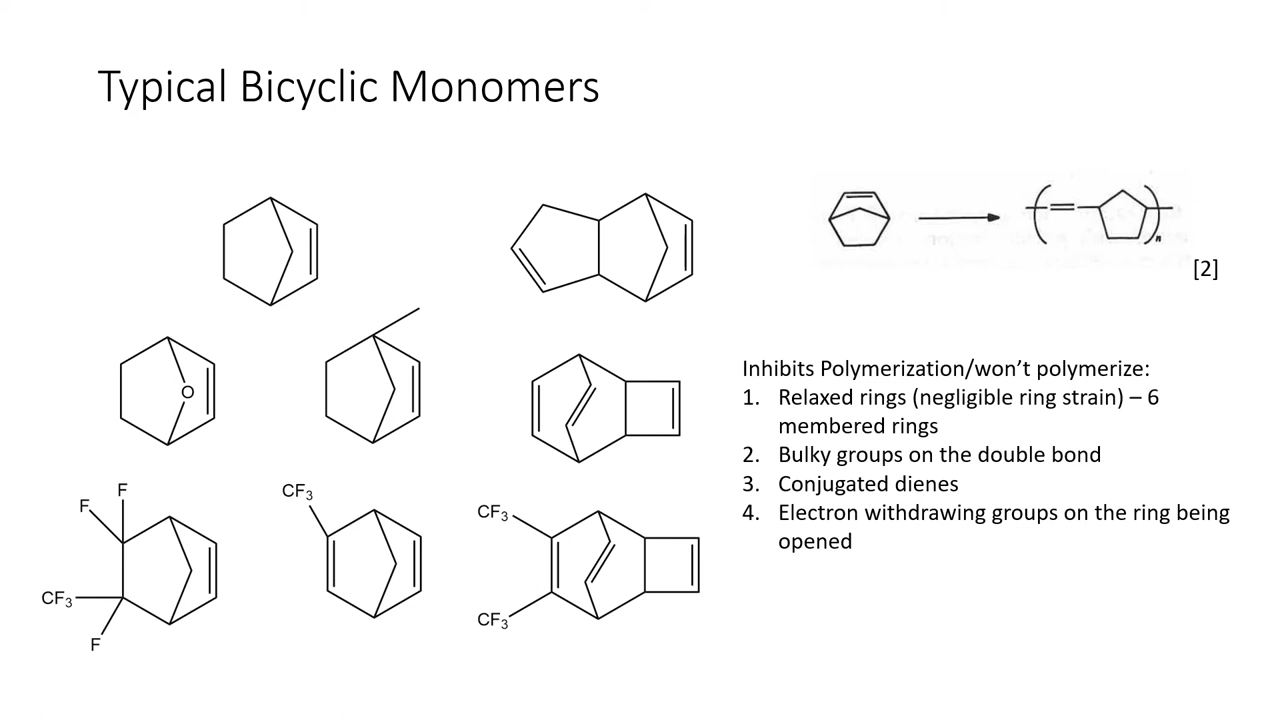 Typical Bicyclic Monomers
n
[2]
O
Inhibits Polymerization/won’t polymerize:
1. Relaxed rings (negligible ring strain) – 6
membered rings
2. Bulky groups on the double bond
3. Conjugated dienes
4. Electron withdrawing groups on the ring being
opened
F
F
CF3
F
CF3
CF3
CF3